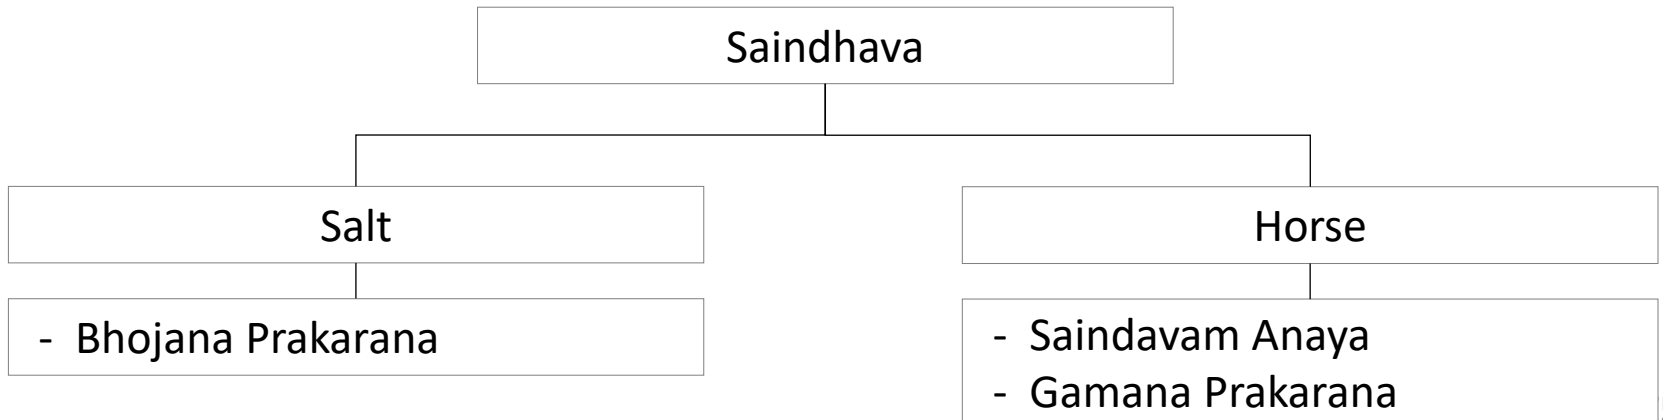 Saindhava
Salt
Horse
- Bhojana Prakarana
- Saindavam Anaya
- Gamana Prakarana